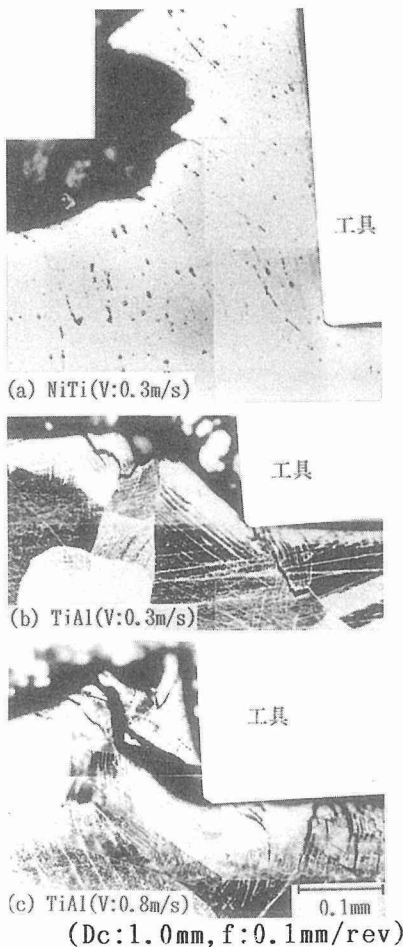 工具
(a) NiTi(V:0.3m/s)
工具
(b) TiAl(V:0.3m/s)
工具
(c) TiAl(V:0.8m/s)
0.1mm
(Dc:1.0mm,f:0.1mm/rev)